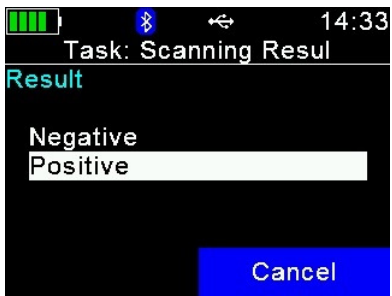 14:33
Task: Scanning Resul
Result
Negative
Positive
Cancel